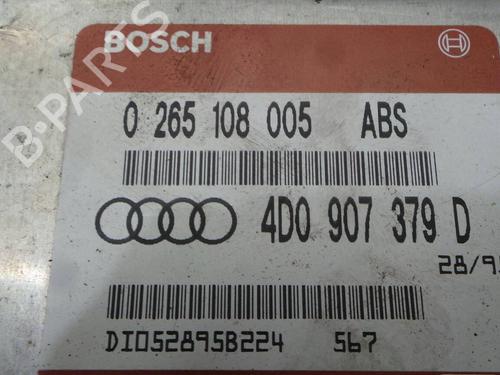 BOSCH
0 265 108 005 ABS
4D0 907 379 D
28/9
DI052895B224 567
B-PARTS